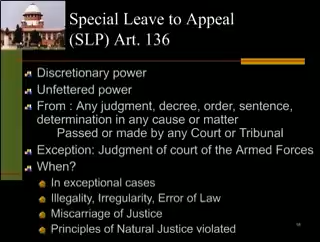 Special Leave to Appeal
(SLP) Art. 136
Discretionary power
Unfettered power
From : Any judgment, decree, order, sentence,
determination in any cause or matter
Passed or made by any Court or Tribunal
Exception: Judgment of court of the Armed Forces
When?
In exceptional cases
Illegality, Irregularity, Error of Law
Miscarriage of Justice
Principles of Natural Justice violated